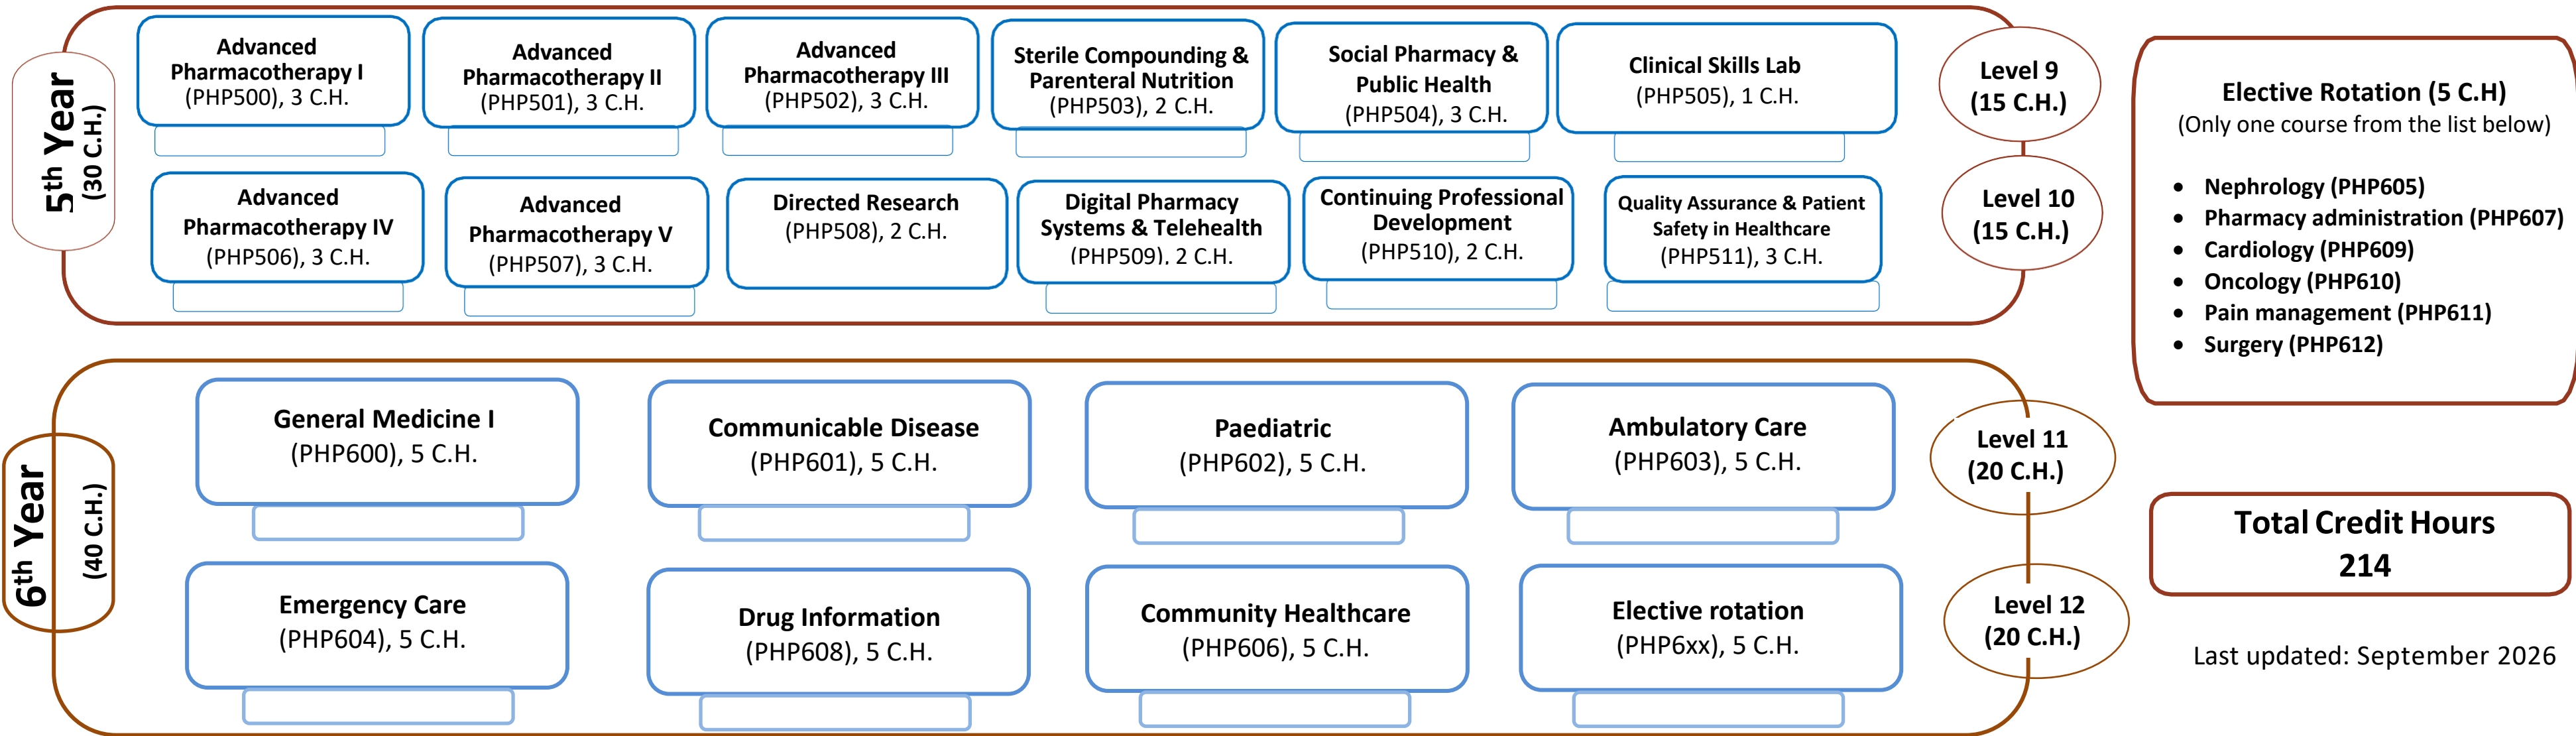 5th Year
(30 C.H.)
Advanced
Pharmacotherapy I
(PHP500), 3 C.H.
Advanced
Pharmacotherapy II
(PHP501), 3 C.H.
Advanced
Pharmacotherapy III
(PHP502), 3 C.H.
Sterile Compounding &
Parenteral Nutrition
(PHP503), 2 C.H.
Social Pharmacy &
Public Health
(PHP504), 3 C.H.
Clinical Skills Lab
(PHP505), 1 C.H.
Level 9
(15 C.H.)
Advanced
Pharmacotherapy IV
(PHP506), 3 C.H.
Advanced
Pharmacotherapy V
(PHP507), 3 C.H.
Directed Research
(PHP508), 2 C.H.
Digital Pharmacy
Systems & Telehealth
(PHP509), 2 C.H.
Continuing Professional
Development
(PHP510), 2 C.H.
Quality Assurance & Patient
Safety in Healthcare
(PHP511), 3 C.H.
Level 10
(15 C.H.)
Elective Rotation (5 C.H)
(Only one course from the list below)
• Nephrology (PHP605)
• Pharmacy administration (PHP607)
• Cardiology (PHP609)
• Oncology (PHP610)
• Pain management (PHP611)
• Surgery (PHP612)
6th Year
(40 C.H.)
General Medicine I
(PHP600), 5 C.H.
Communicable Disease
(PHP601), 5 C.H.
Paediatric
(PHP602), 5 C.H.
Ambulatory Care
(PHP603), 5 C.H.
Level 11
(20 C.H.)
Emergency Care
(PHP604), 5 C.H.
Drug Information
(PHP608), 5 C.H.
Community Healthcare
(PHP606), 5 C.H.
Elective rotation
(PHP6xx), 5 C.H.
Level 12
(20 C.H.)
Total Credit Hours
214
Last updated: September 2026